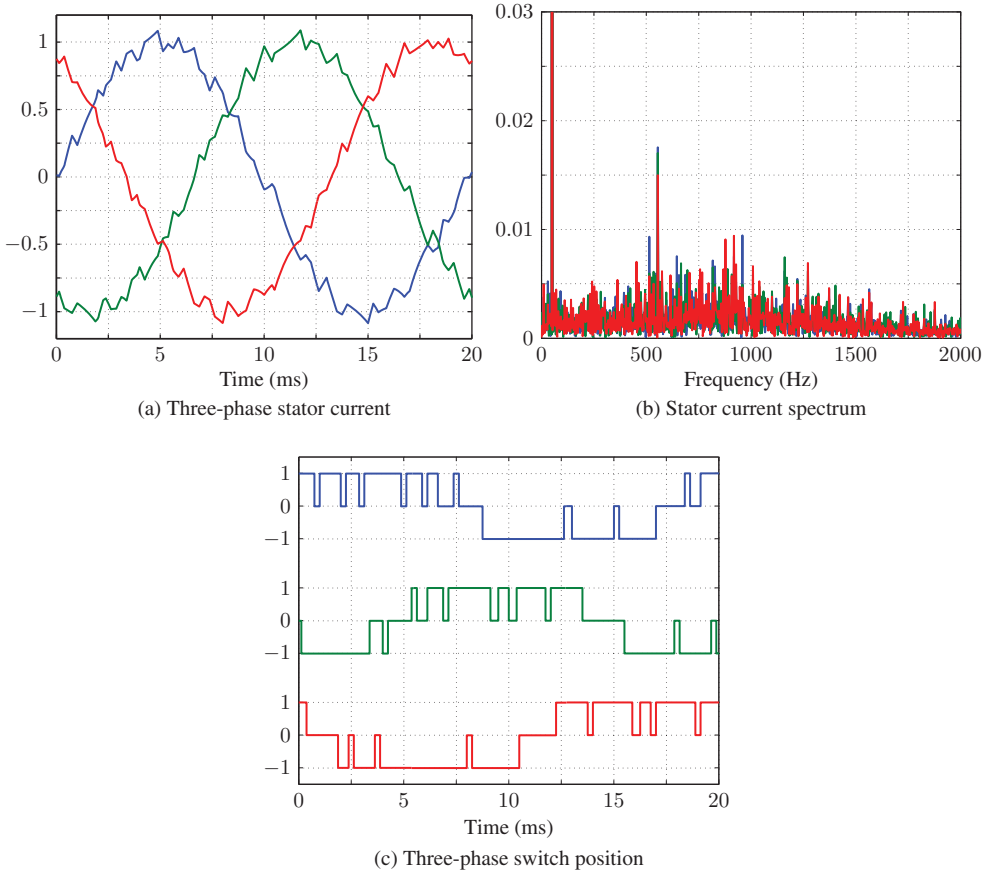 1
0.5
0
−0.5
−1
0 5 10 15 20
Time (ms)
(a) Three-phase stator current
0.03
0.02
0.01
0
0 500 1000 1500 2000
Frequency (Hz)
(b) Stator current spectrum
1
0
−1
1
0
−1
1
0
−1
0 5 10 15 20
Time (ms)
(c) Three-phase switch position